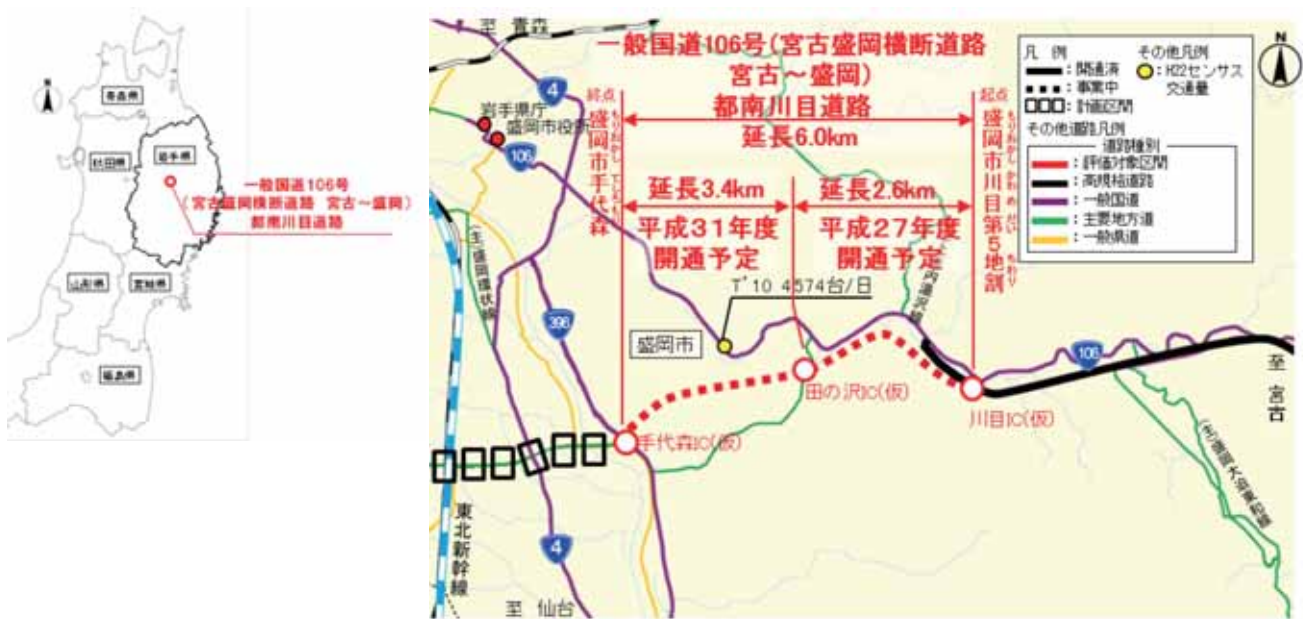 N
青森県
秋田県
岩手県
一般国道106号
(宮古盛岡横断道路 宮古~盛岡)
都南川目道路
山形県
宮城県
福島県
至 青森
一般国道106号(宮古盛岡横断道路
宮古~盛岡)
都南川目道路
延長6.0km
終点
盛岡市手代森
起点
盛岡市川目第5地割
延長3.4km
延長2.6km
平成31年度
開通予定
平成27年度
開通予定
岩手県庁
盛岡市役所
4
106
396
(主)盛岡環状線
T'10 4574台/日
盛岡市
田の沢IC(仮)
川目IC(仮)
手代森IC(仮)
106
至 宮古
東北新幹線
4
至 仙台
凡 例
:開通済
:事業中
:計画区間
その他凡例
:H22センサス
交通量
その他道路凡例
道路種別
:評価対象区間
:高規格道路
:一般国道
:主要地方道
:一般県道
N